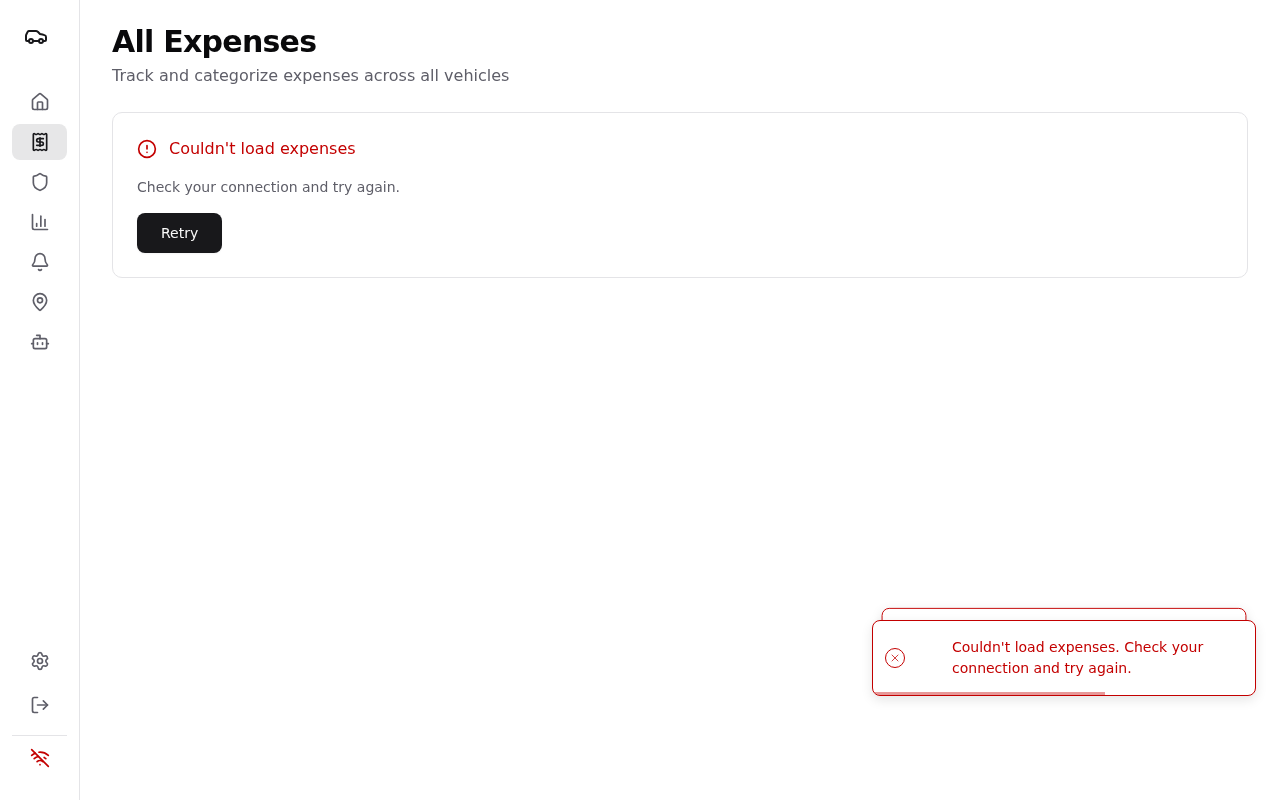 All Expenses
Track and categorize expenses across all vehicles
Couldn't load expenses
Check your connection and try again.
Retry
Couldn't load expenses. Check your
connection and try again.